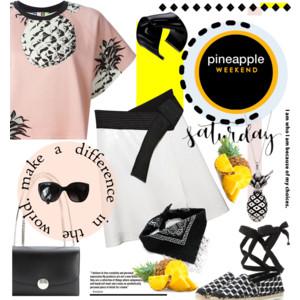 pineapple
WEEKEND
saturday
i am who i am because of my choices.
make a difference
in the world